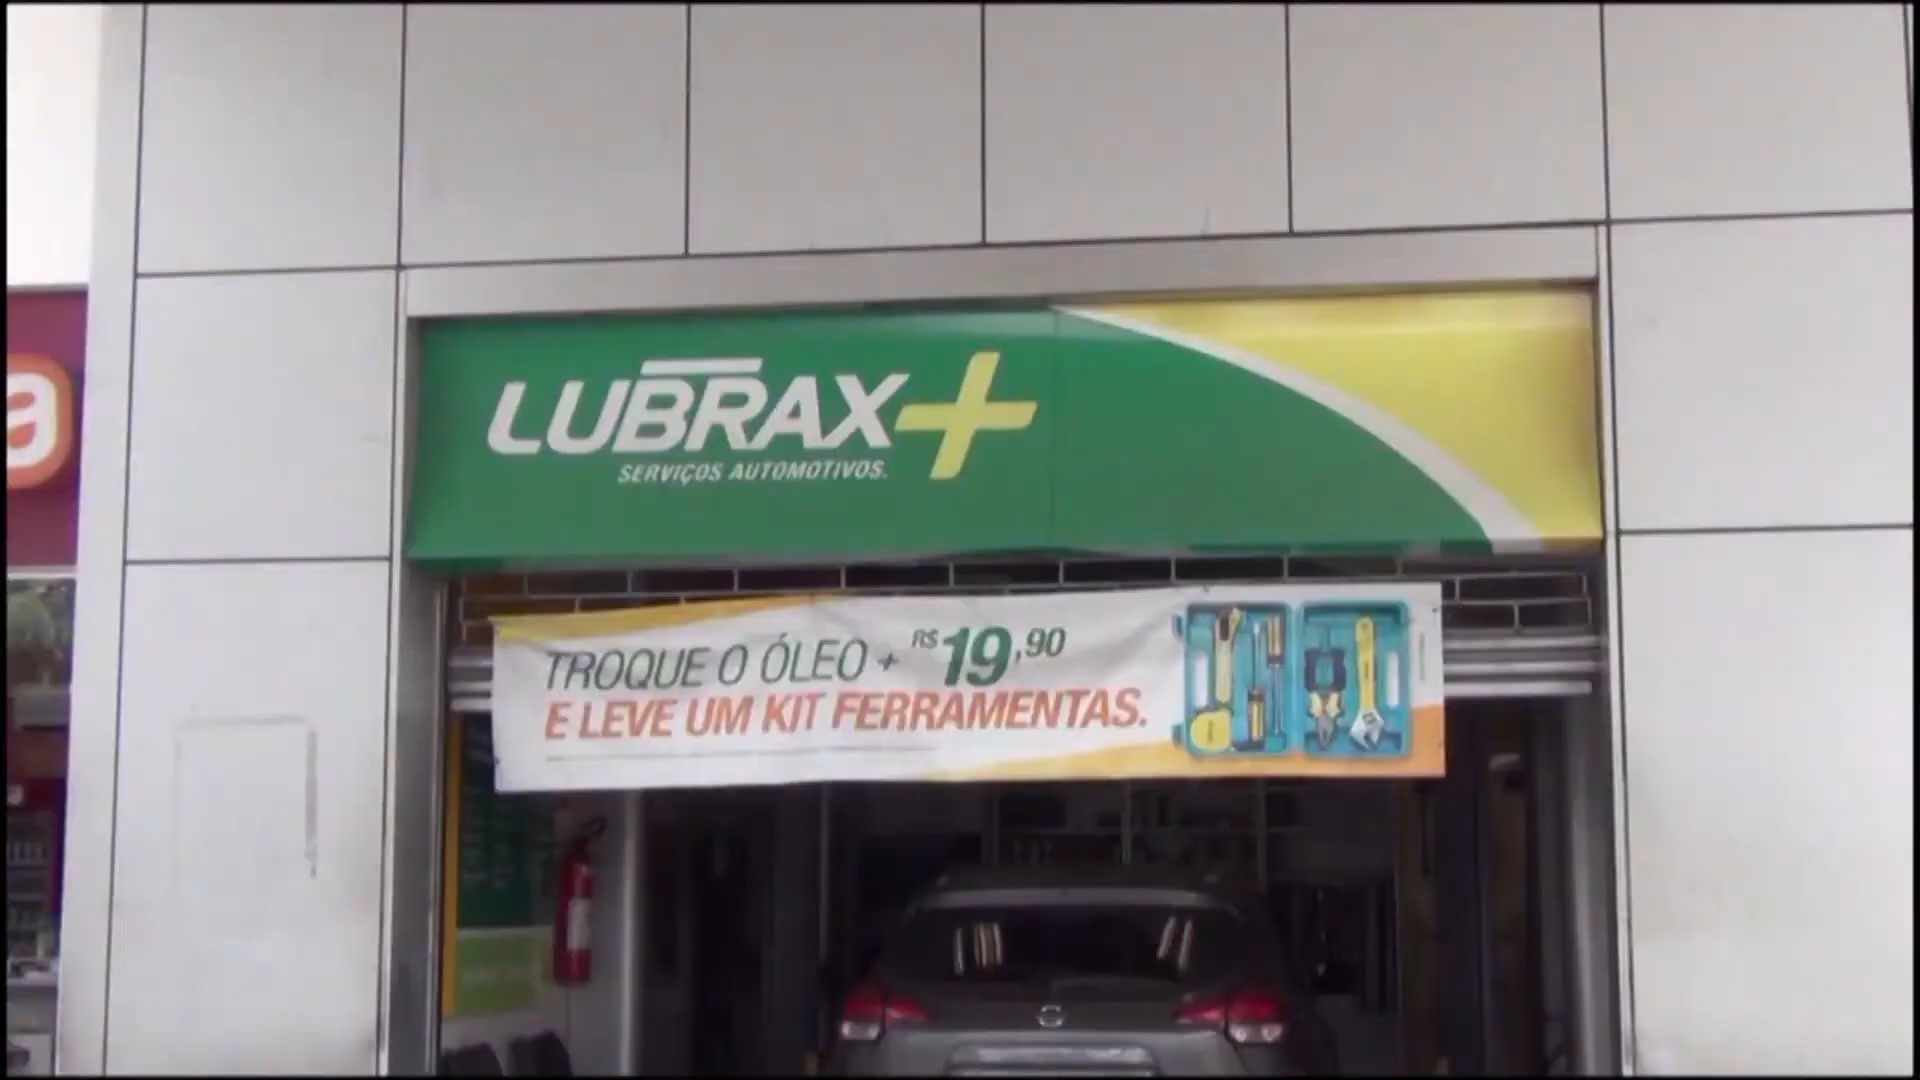 LUBRAX+
SERVIÇOS AUTOMOTIVOS.
TROQUE O ÓLEO + R$19,90
E LEVE UM KIT FERRAMENTAS.
a